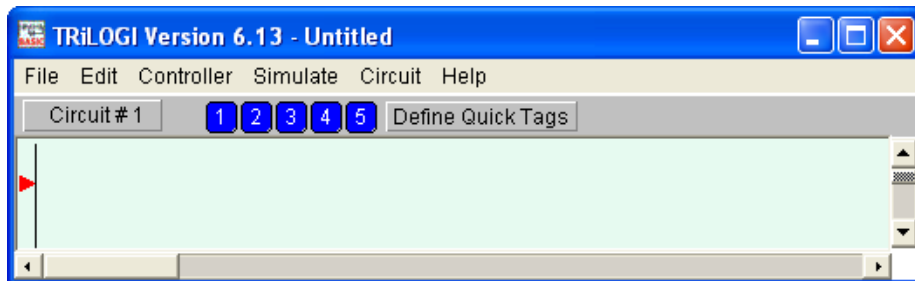 TRiLOGI Version 6.13 - Untitled
File Edit Controller Simulate Circuit Help
Circuit # 1 1 2 3 4 5 Define Quick Tags